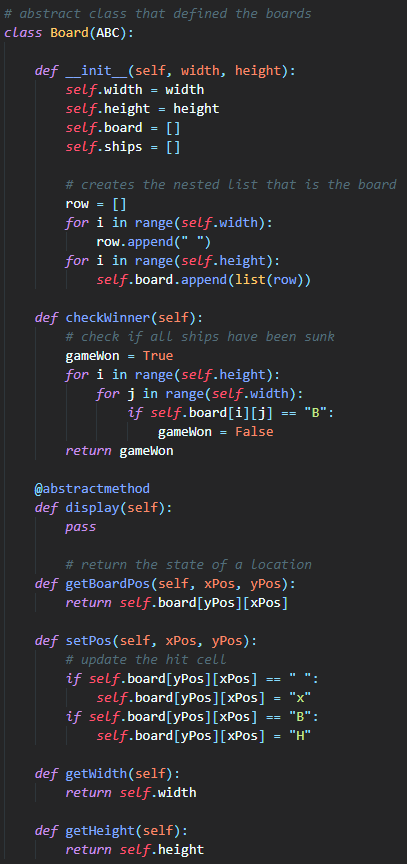 # abstract class that defined the boards
class Board(ABC):

    def __init__(self, width, height):
        self.width = width
        self.height = height
        self.board = []
        self.ships = []

        # creates the nested list that is the board
        row = []
        for i in range(self.width):
            row.append(" ")
        for i in range(self.height):
            self.board.append(list(row))

    def checkWinner(self):
        # check if all ships have been sunk
        gameWon = True
        for i in range(self.height):
            for j in range(self.width):
                if self.board[i][j] == "B":
                    gameWon = False
        return gameWon

    @abstractmethod
    def display(self):
        pass

        # return the state of a location
    def getBoardPos(self, xPos, yPos):
        return self.board[yPos][xPos]

    def setPos(self, xPos, yPos):
        # update the hit cell
        if self.board[yPos][xPos] == " ":
            self.board[yPos][xPos] = "x"
        if self.board[yPos][xPos] == "B":
            self.board[yPos][xPos] = "H"

    def getWidth(self):
        return self.width

    def getHeight(self):
        return self.height